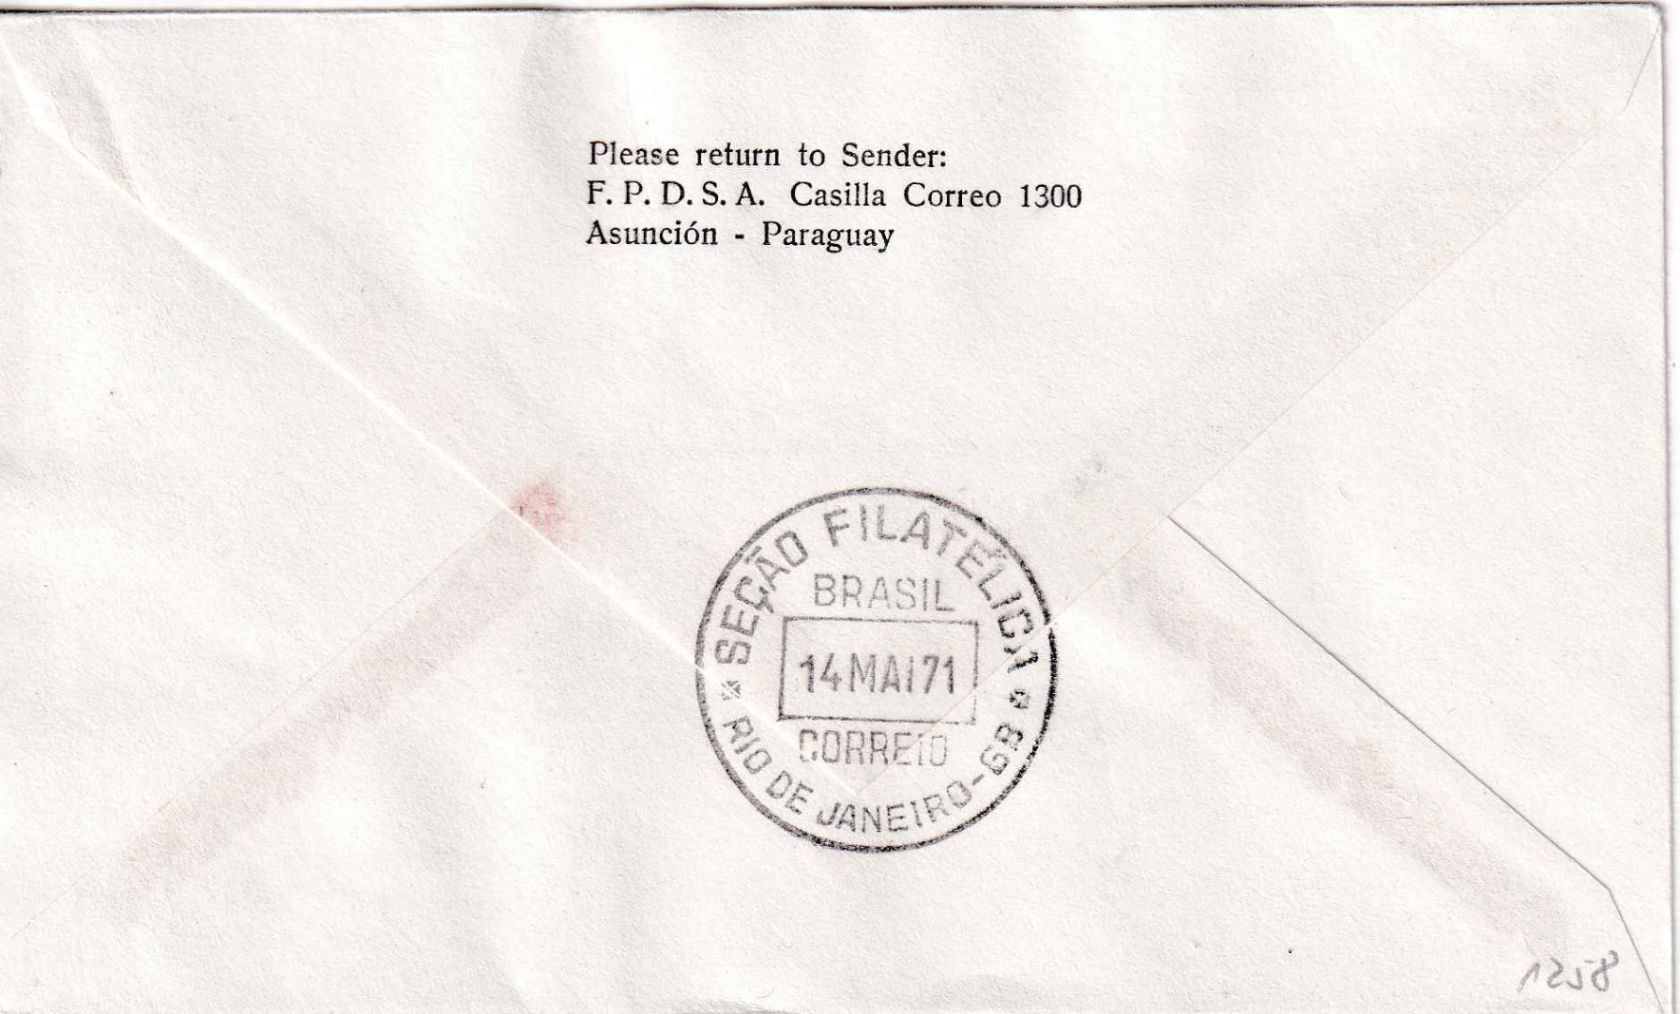 Please return to Sender:
F. P. D. S. A. Casilla Correo 1300
Asunción - Paraguay
SEÇÃO FILATÉLICA
BRASIL
14 MAI 71
CORREIO
RIO DE JANEIRO-GB
1258